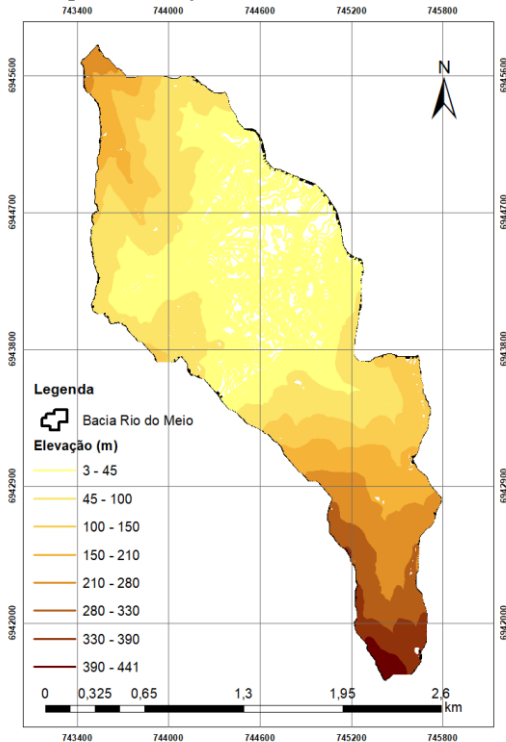 743400 744000 744600 745200 745800
N
6945600 6945600
6944700 6944700
6943800 6943800
6942900 6942900
6942000 6942000
Legenda
Bacia Rio do Meio
Elevação (m)
3 - 45
45 - 100
100 - 150
150 - 210
210 - 280
280 - 330
330 - 390
390 - 441
0 0,325 0,65 1,3 1,95 2,6
km
743400 744000 744600 745200 745800